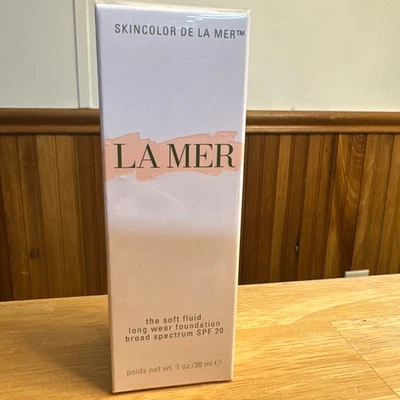 SKINCOLOR DE LA MER™
LA MER
the soft fluid
long wear foundation
broad spectrum SPF 20
poids net wt. 1 oz./30 ml ℮